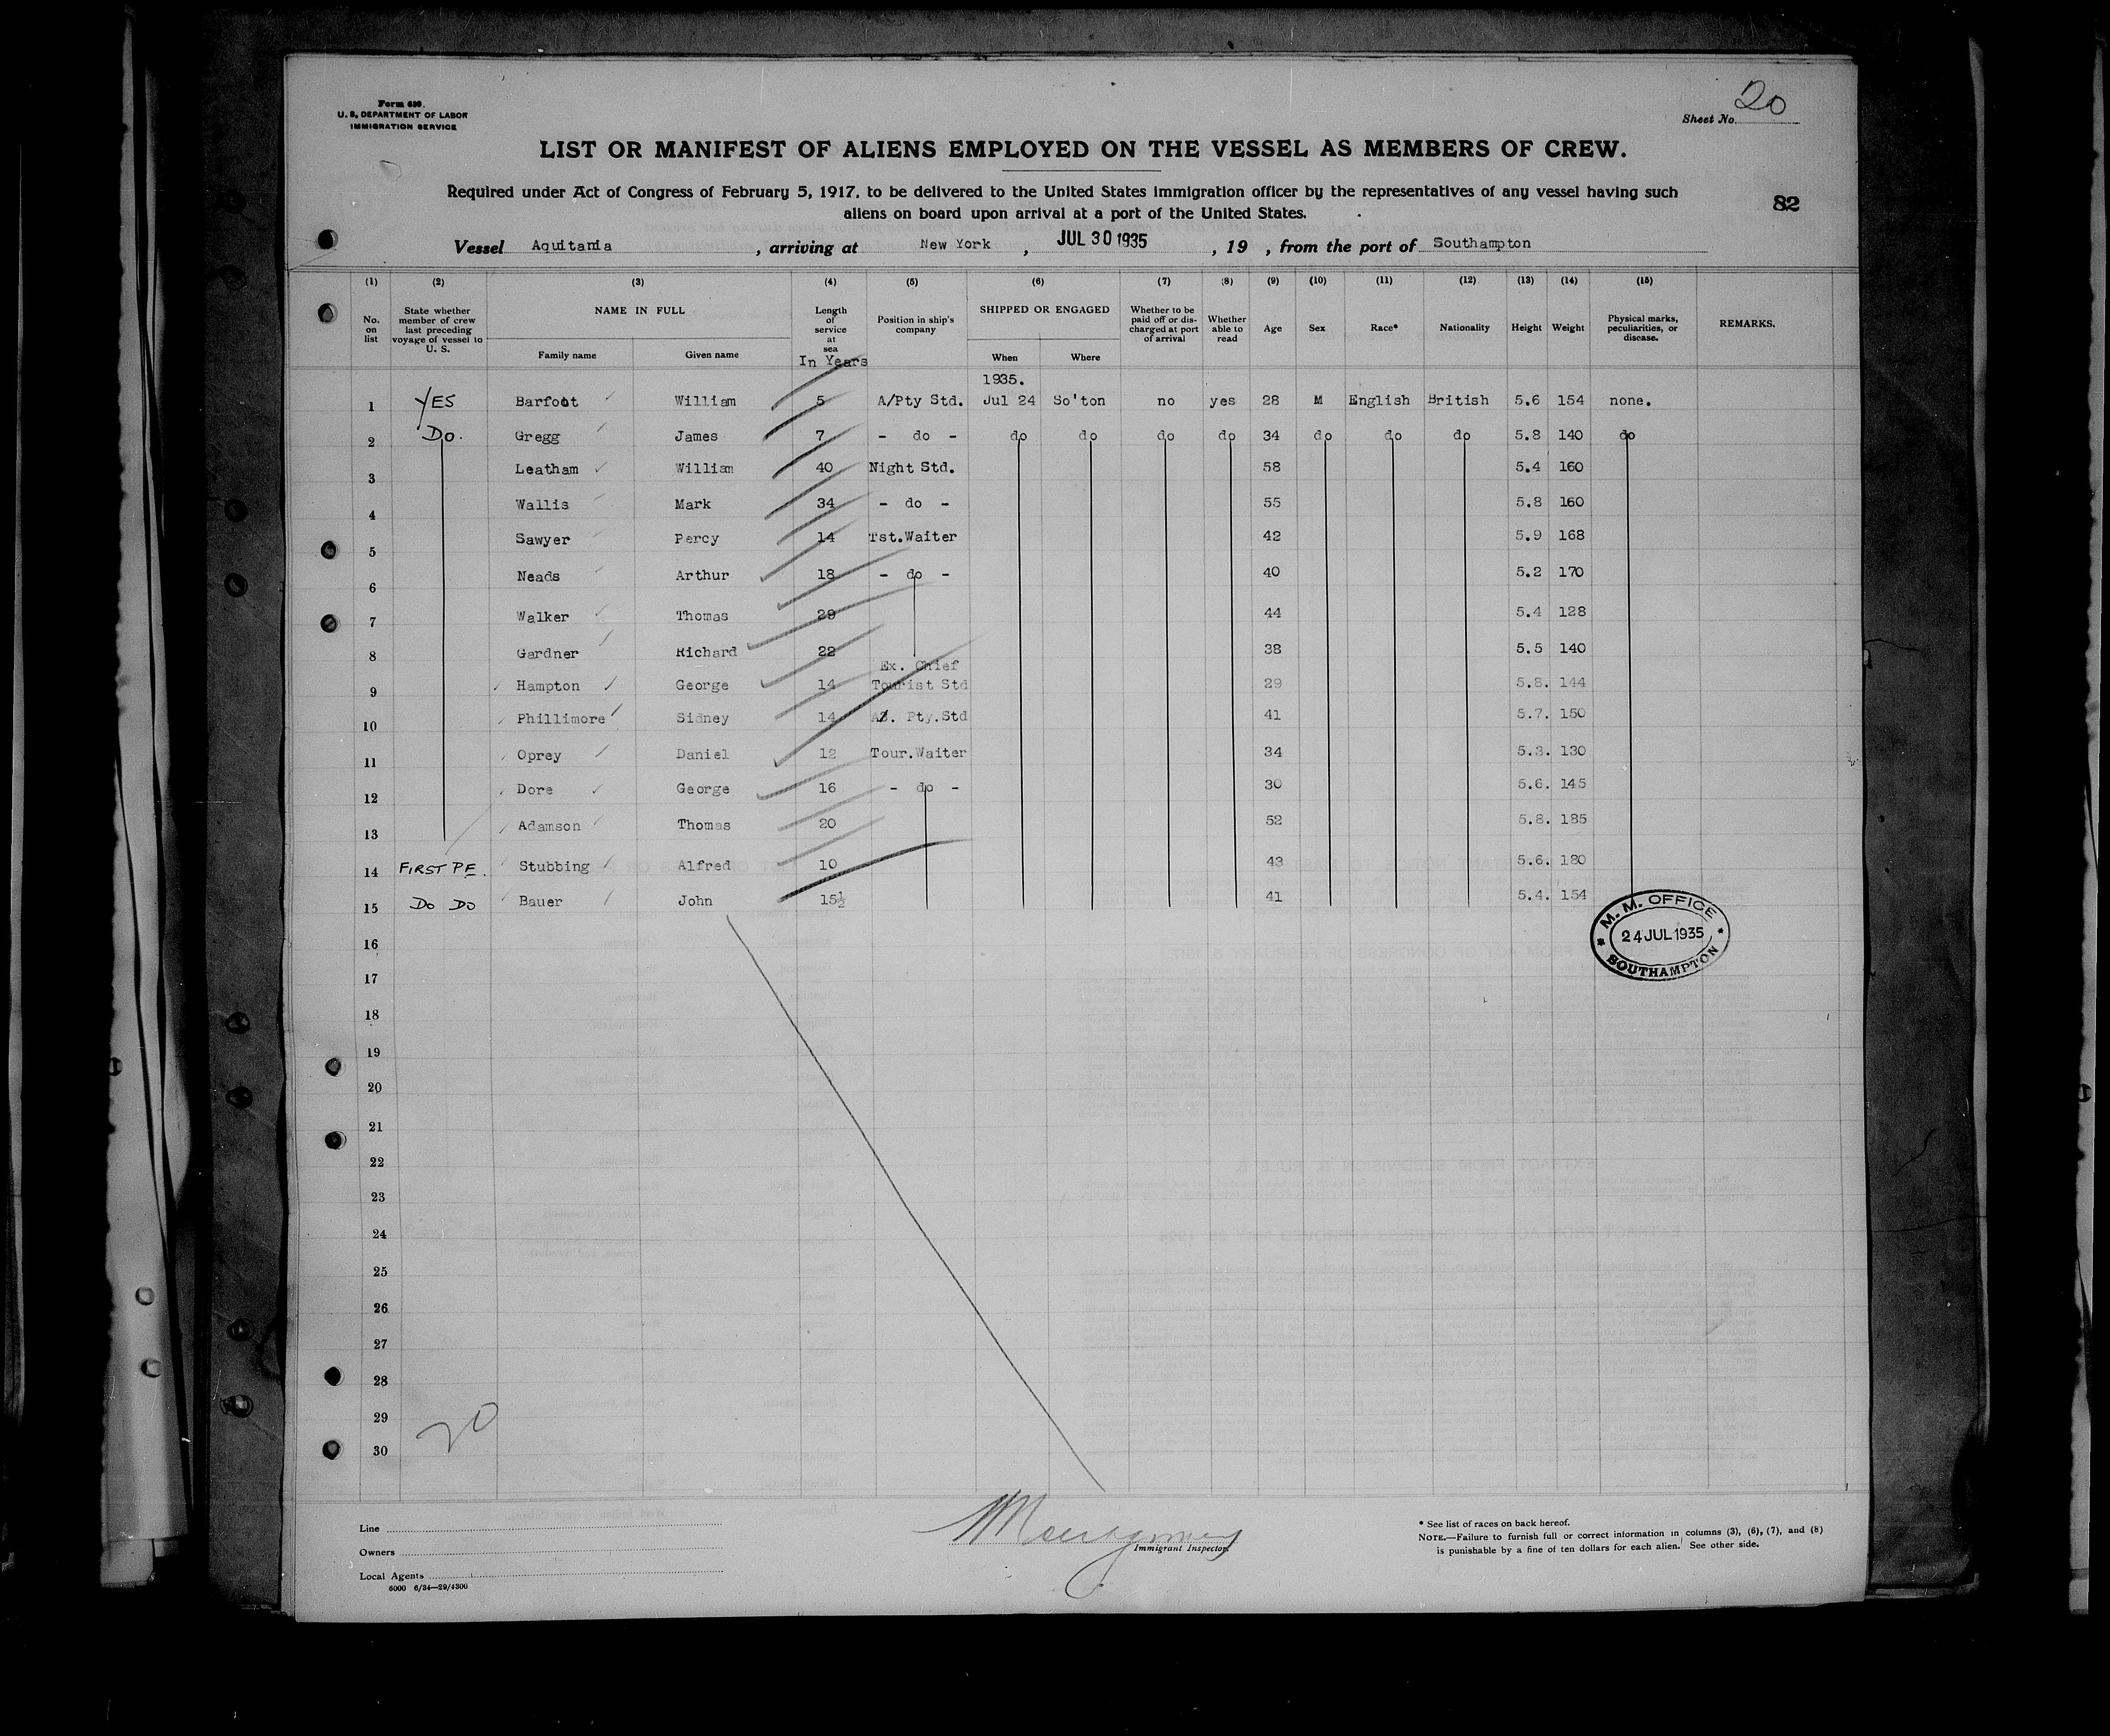 Form 680.
U. S. DEPARTMENT OF LABOR
IMMIGRATION SERVICE
Sheet No. 20
LIST OR MANIFEST OF ALIENS EMPLOYED ON THE VESSEL AS MEMBERS OF CREW.
Required under Act of Congress of February 5, 1917, to be delivered to the United States immigration officer by the representatives of any vessel having such
aliens on board upon arrival at a port of the United States.
82
Vessel Aquitania, arriving at New York, JUL 30 1935, 19 , from the port of Southampton
(1) (2) (3) (4) (5) (6) (7) (8) (9) (10) (11) (12) (13) (14) (15)
No. on list
State whether member of crew last preceding voyage of vessel to U. S.
NAME IN FULL
Family name Given name
Length of service at sea
In Years
Position in ship's company
SHIPPED OR ENGAGED
When Where
Whether to be paid off or discharged at port of arrival
Whether able to read
Age Sex Race* Nationality Height Weight
Physical marks, peculiarities, or disease.
REMARKS.
1935.
1 YES Barfoot William 5 A/Pty Std. Jul 24 So'ton no yes 28 M English British 5.6 154 none.
2 Do. Gregg James 7 - do - do do do do 34 do do do 5.8 140 do
3 Leatham William 40 Night Std. 58 5.4 160
4 Wallis Mark 34 - do - 55 5.8 160
5 Sawyer Percy 14 Tst.Waiter 42 5.9 168
6 Neads Arthur 18 - do - 40 5.2 170
7 Walker Thomas 29 44 5.4 128
8 Gardner Richard 22 38 5.5 140
Ex. Chief
9 Hampton George 14 Tourist Std 29 5.8. 144
10 Phillimore Sidney 14 Pty.Std 41 5.7. 150
11 Oprey Daniel 12 Tour.Waiter 34 5.3. 130
12 Dore George 16 - do - 30 5.6. 145
13 Adamson Thomas 20 52 5.8. 185
14 FIRST PE. Stubbing Alfred 10 43 5.6. 180
15 Do Do Bauer John 15½ 41 5.4. 154
M. M. OFFICE
24 JUL 1935
SOUTHAMPTON
16
17
18
19
20
21
22
23
24
25
26
27
28
29
30
20
Line
Owners
Local Agents
6000 6/34—29/4300
Montgomery
Immigrant Inspector
* See list of races on back hereof.
NOTE.—Failure to furnish full or correct information in columns (3), (6), (7), and (8)
is punishable by a fine of ten dollars for each alien. See other side.